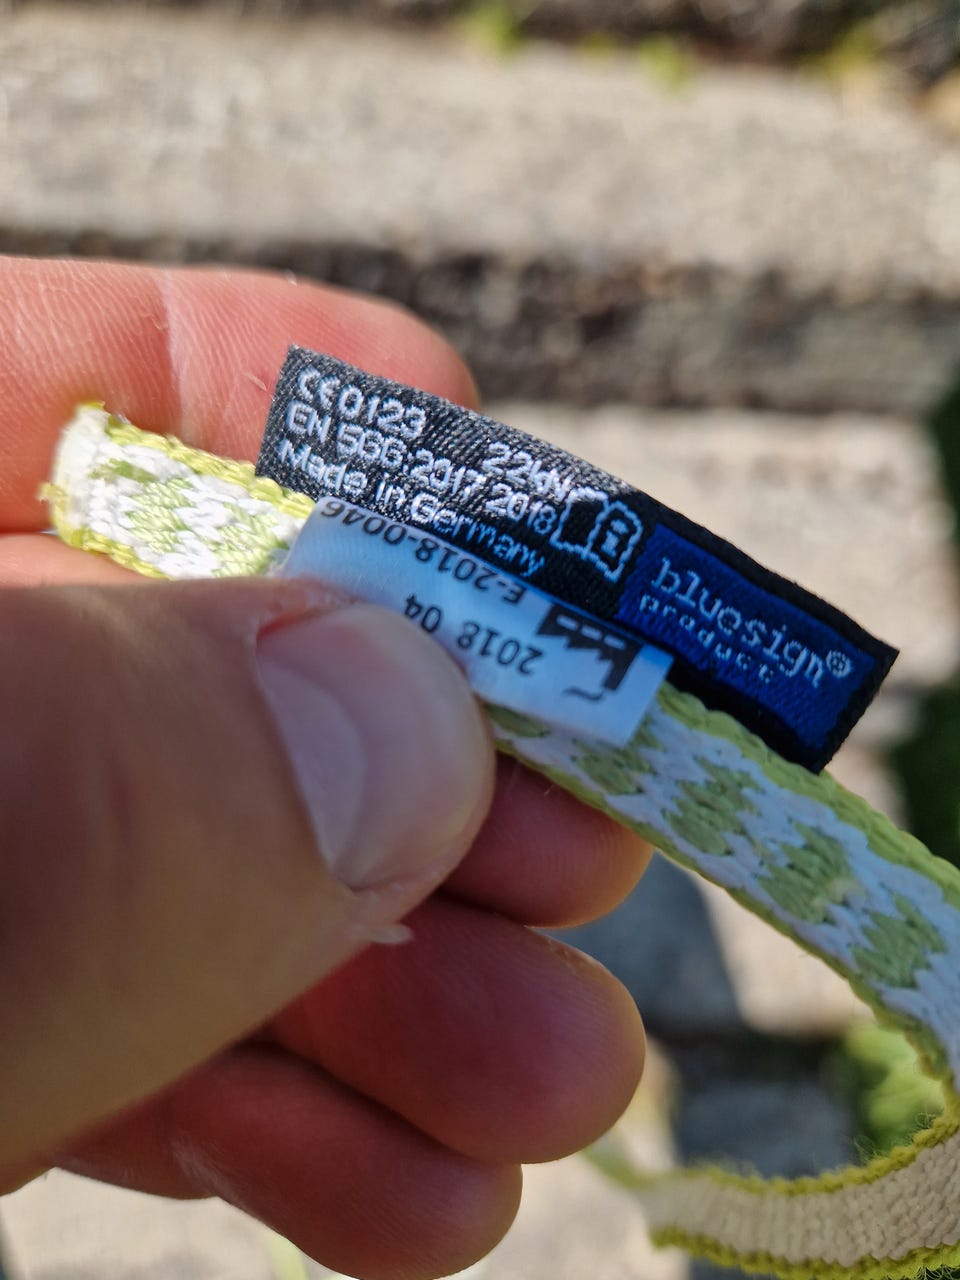 CE0123
22kN
EN 566:2017 2018
Made in Germany
bluesign®
product
E-2018-0046
2018 04